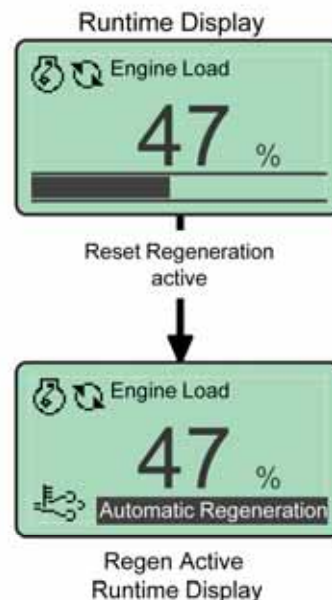 Runtime Display
Engine Load
47 %
Reset Regeneration
active
Engine Load
47 %
Automatic Regeneration
Regen Active
Runtime Display